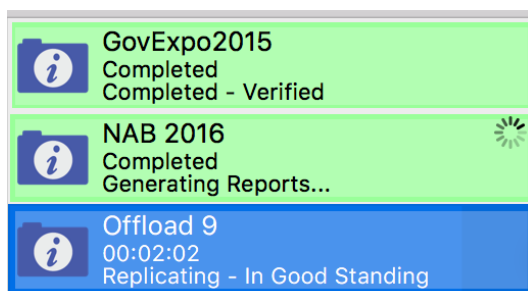 GovExpo2015
Completed
Completed - Verified
NAB 2016
Completed
Generating Reports...
Offload 9
00:02:02
Replicating - In Good Standing